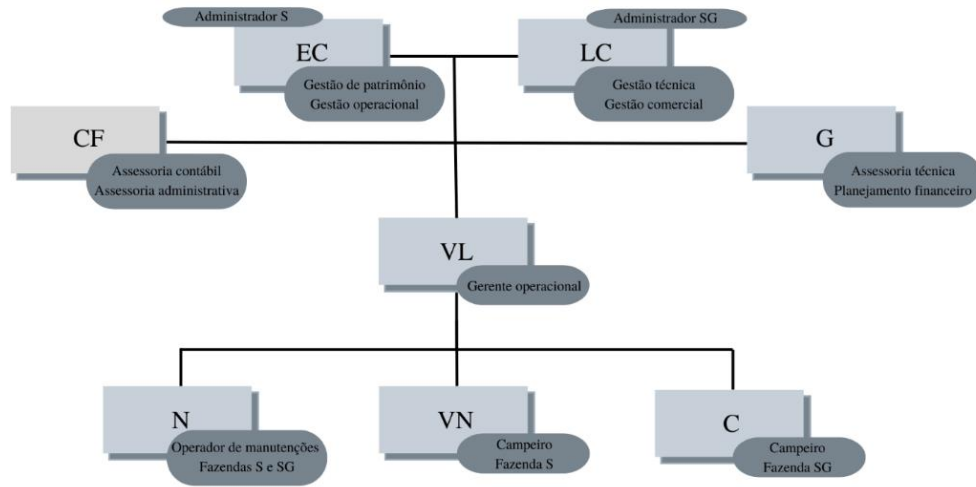 Administrador S
EC
Gestão de patrimônio
Gestão operacional
Administrador SG
LC
Gestão técnica
Gestão comercial
CF
Assessoria contábil
Assessoria administrativa
G
Assessoria técnica
Planejamento financeiro
VL
Gerente operacional
N
Operador de manutenções
Fazendas S e SG
VN
Campeiro
Fazenda S
C
Campeiro
Fazenda SG